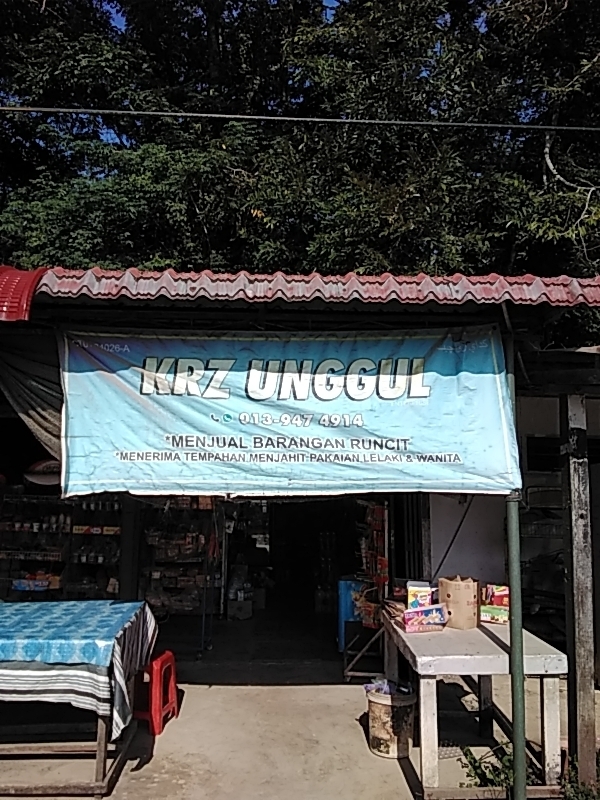 KRZ UNGGUL
013-947 4914
*MENJUAL BARANGAN RUNCIT
*MENERIMA TEMPAHAN MENJAHIT PAKAIAN LELAKI & WANITA